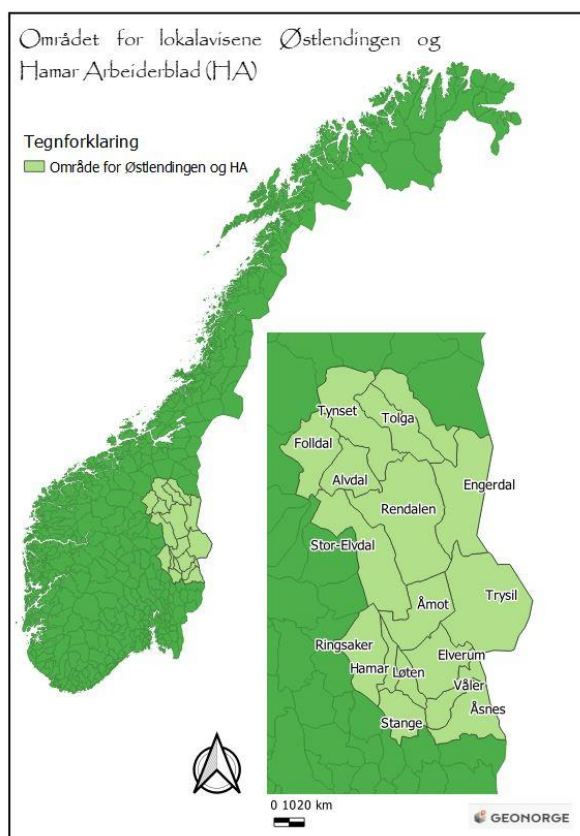 Området for lokalavisene Østlendingen og
Hamar Arbeiderblad (HA)
Tegnforklaring
Område for Østlendingen og HA
Tynset
Tolga
Folldal
Alvdal
Engerdal
Rendalen
Stor-Elvdal
Trysil
Åmot
Ringsaker
Elverum
Hamar
Løten
Våler
Åsnes
Stange
0 1020 km
GEONORGE